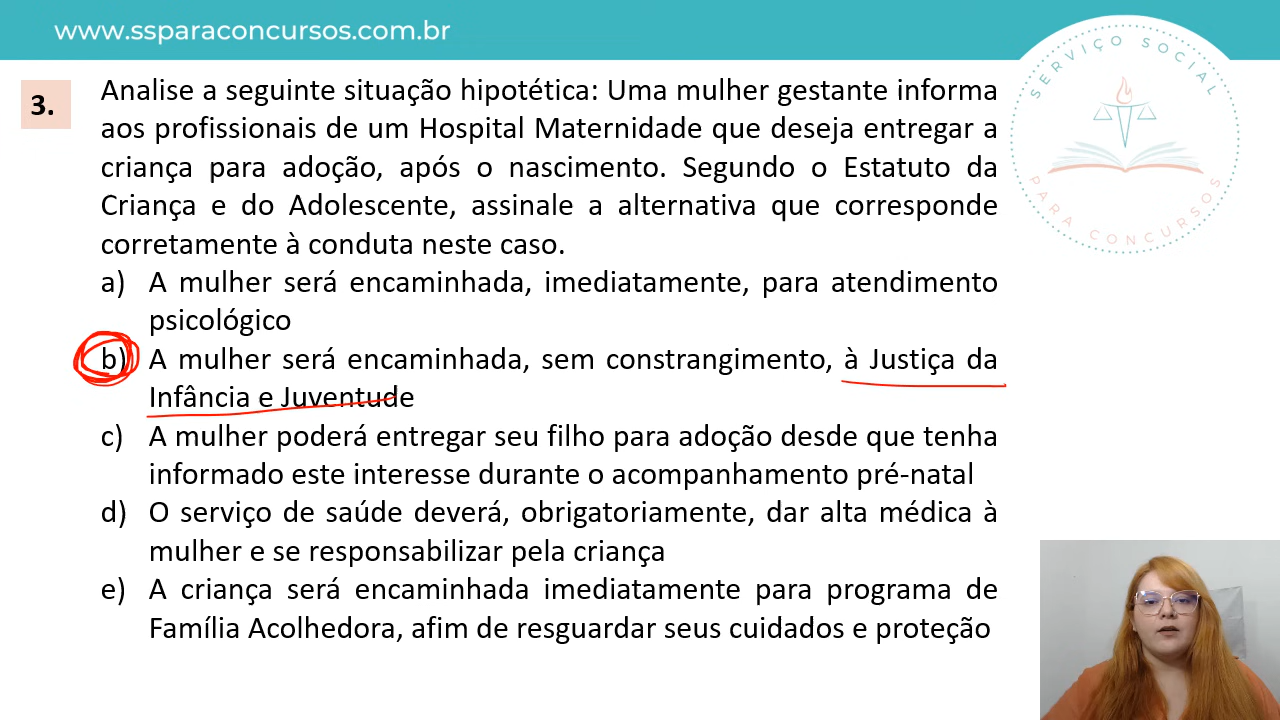 www.ssparaconcursos.com.br
SERVIÇO SOCIAL
PARA CONCURSOS
3.
Analise a seguinte situação hipotética: Uma mulher gestante informa
aos profissionais de um Hospital Maternidade que deseja entregar a
criança para adoção, após o nascimento. Segundo o Estatuto da
Criança e do Adolescente, assinale a alternativa que corresponde
corretamente à conduta neste caso.
a) A mulher será encaminhada, imediatamente, para atendimento
psicológico
b) A mulher será encaminhada, sem constrangimento, à Justiça da
Infância e Juventude
c) A mulher poderá entregar seu filho para adoção desde que tenha
informado este interesse durante o acompanhamento pré-natal
d) O serviço de saúde deverá, obrigatoriamente, dar alta médica à
mulher e se responsabilizar pela criança
e) A criança será encaminhada imediatamente para programa de
Família Acolhedora, afim de resguardar seus cuidados e proteção